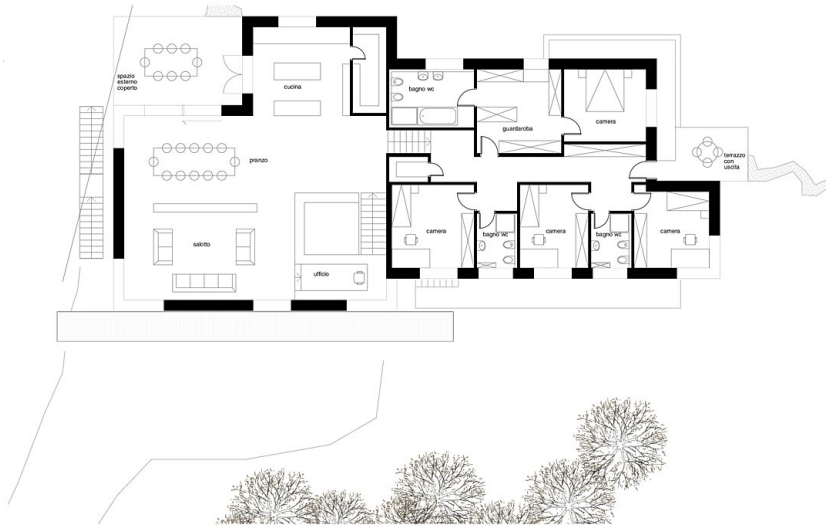 spazio
esterno
coperto
cucina
bagno wc
guardaroba
camera
terrazzo
con
uscita
pranzo
salotto
ufficio
camera
bagno wc
camera
bagno wc
camera